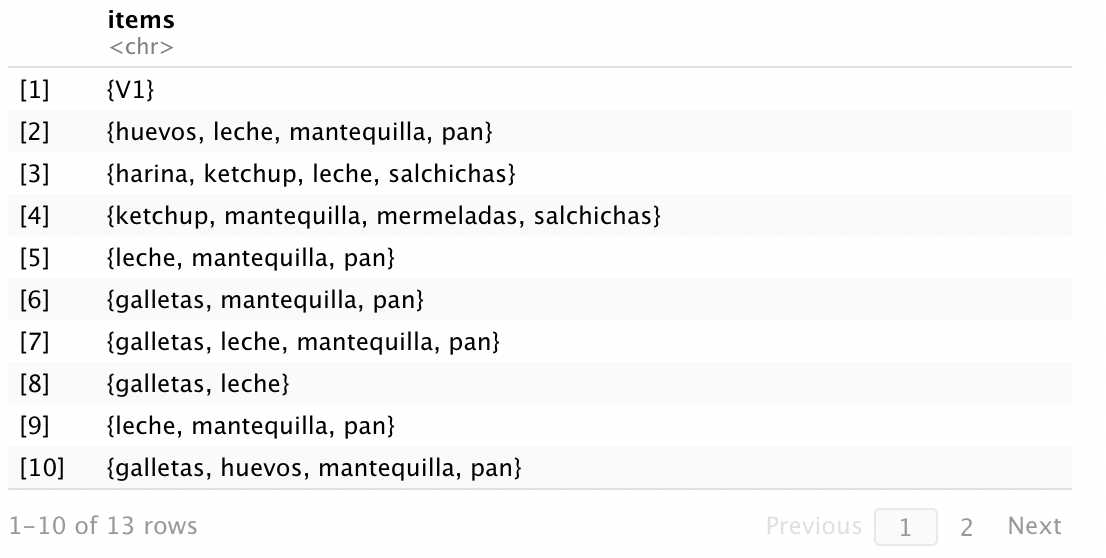 items
<chr>
[1] {V1}
[2] {huevos, leche, mantequilla, pan}
[3] {harina, ketchup, leche, salchichas}
[4] {ketchup, mantequilla, mermeladas, salchichas}
[5] {leche, mantequilla, pan}
[6] {galletas, mantequilla, pan}
[7] {galletas, leche, mantequilla, pan}
[8] {galletas, leche}
[9] {leche, mantequilla, pan}
[10] {galletas, huevos, mantequilla, pan}
1–10 of 13 rows Previous 1 2 Next